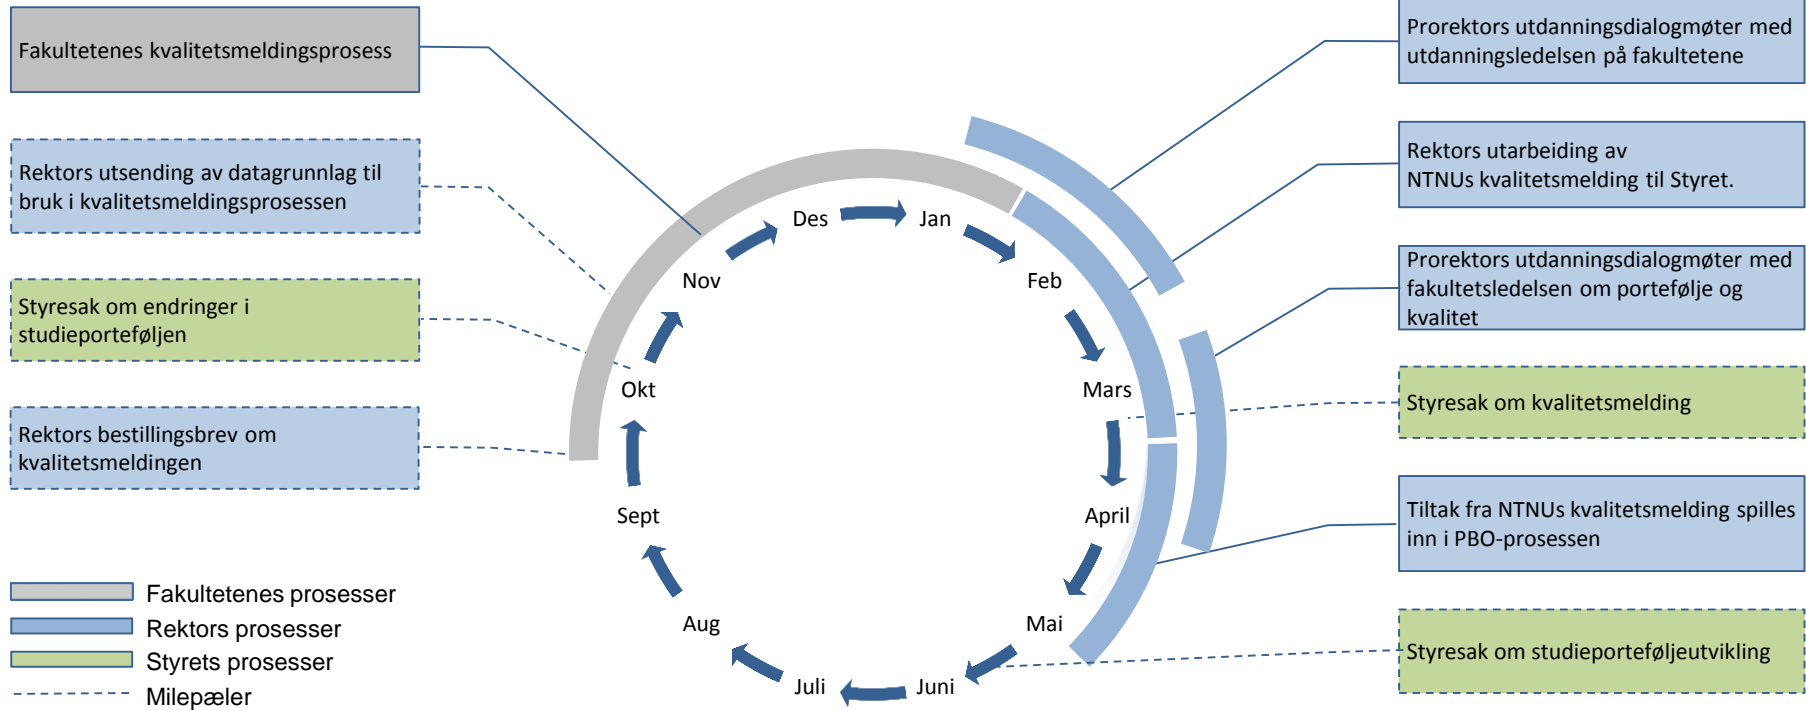 Fakultetenes kvalitetsmeldingsprosess
Rektors utsending av datagrunnlag til
bruk i kvalitetsmeldingsprosessen
Styresak om endringer i
studieporteføljen
Rektors bestillingsbrev om
kvalitetsmeldingen
Fakultetenes prosesser
Rektors prosesser
Styrets prosesser
Milepæler
Des
Jan
Nov
Feb
Okt
Mars
Sept
April
Aug
Mai
Juli
Juni
Prorektors utdanningsdialogmøter med
utdanningsledelsen på fakultetene
Rektors utarbeiding av
NTNUs kvalitetsmelding til Styret.
Prorektors utdanningsdialogmøter med
fakultetsledelsen om portefølje og
kvalitet
Styresak om kvalitetsmelding
Tiltak fra NTNUs kvalitetsmelding spilles
inn i PBO-prosessen
Styresak om studieporteføljeutvikling